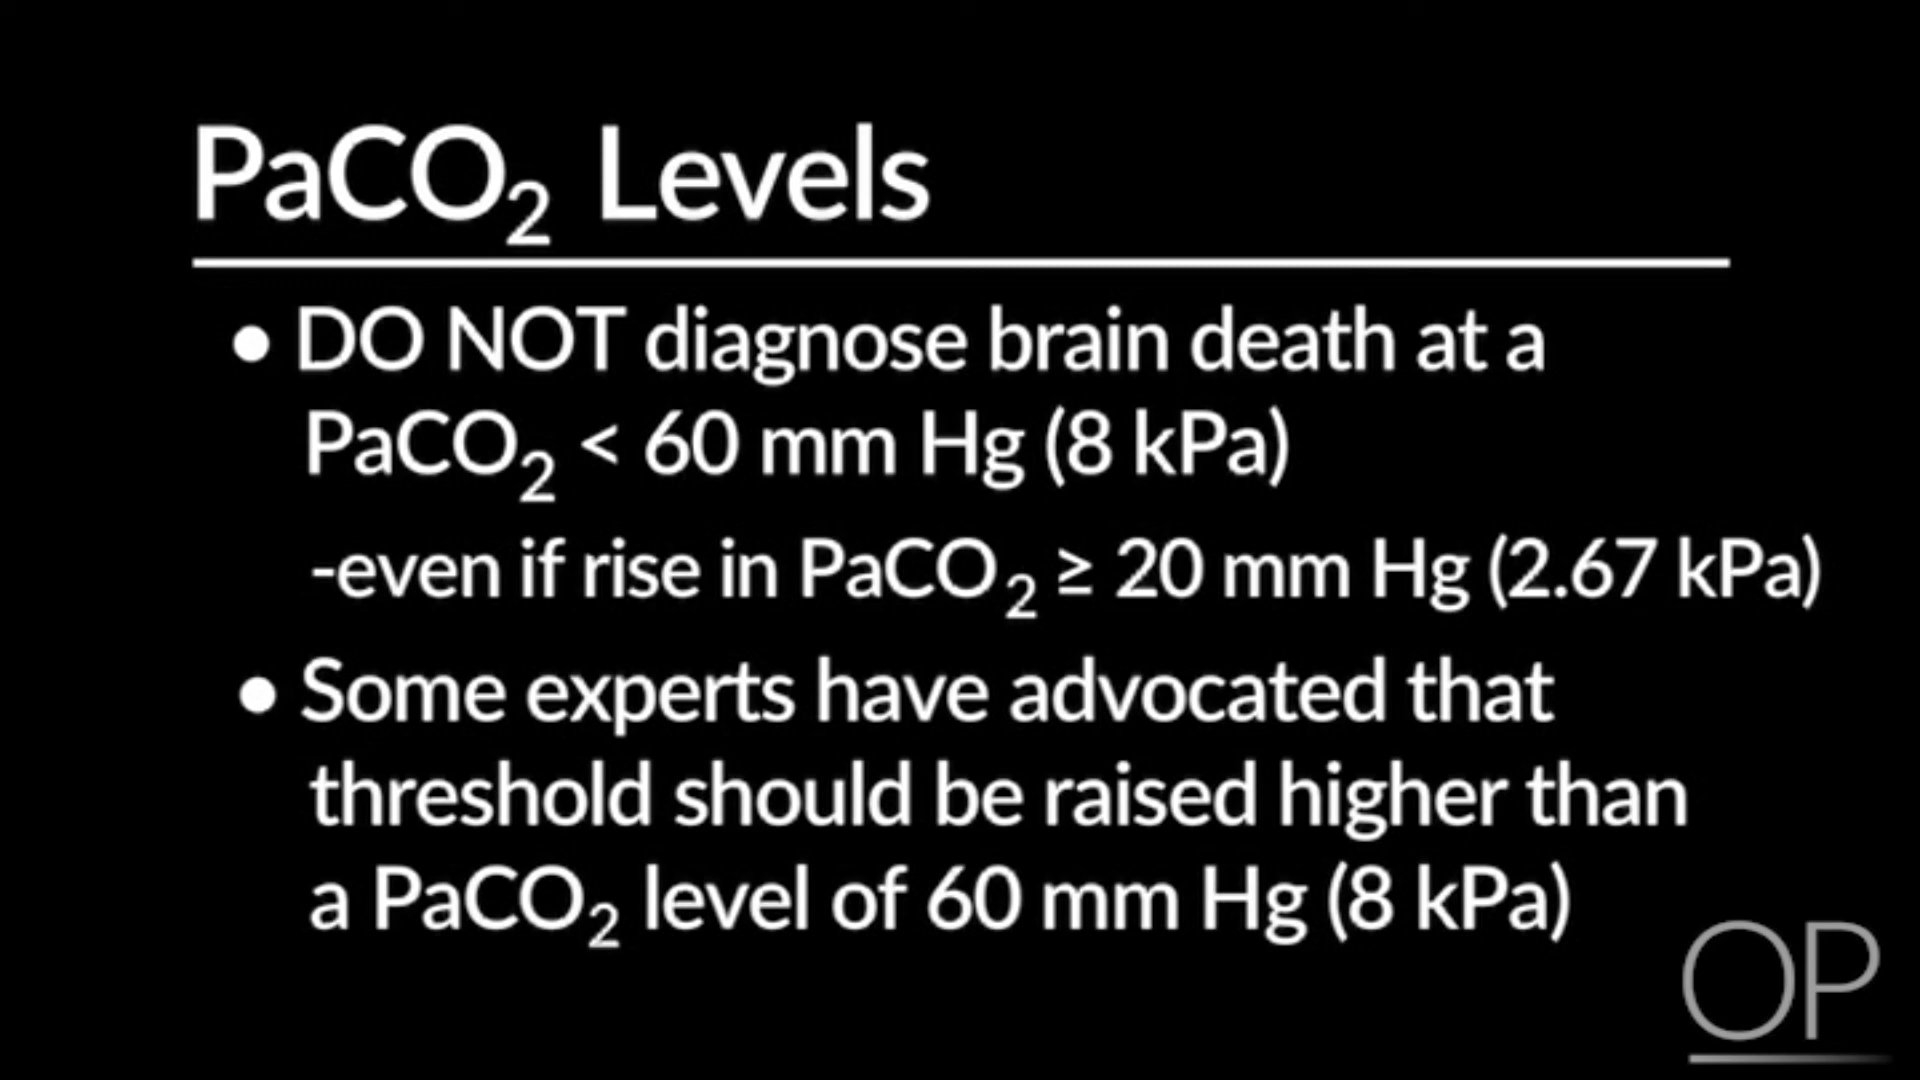 PaCO₂ Levels
• DO NOT diagnose brain death at a
PaCO₂ < 60 mm Hg (8 kPa)
-even if rise in PaCO₂ ≥ 20 mm Hg (2.67 kPa)
• Some experts have advocated that
threshold should be raised higher than
a PaCO₂ level of 60 mm Hg (8 kPa)
OP